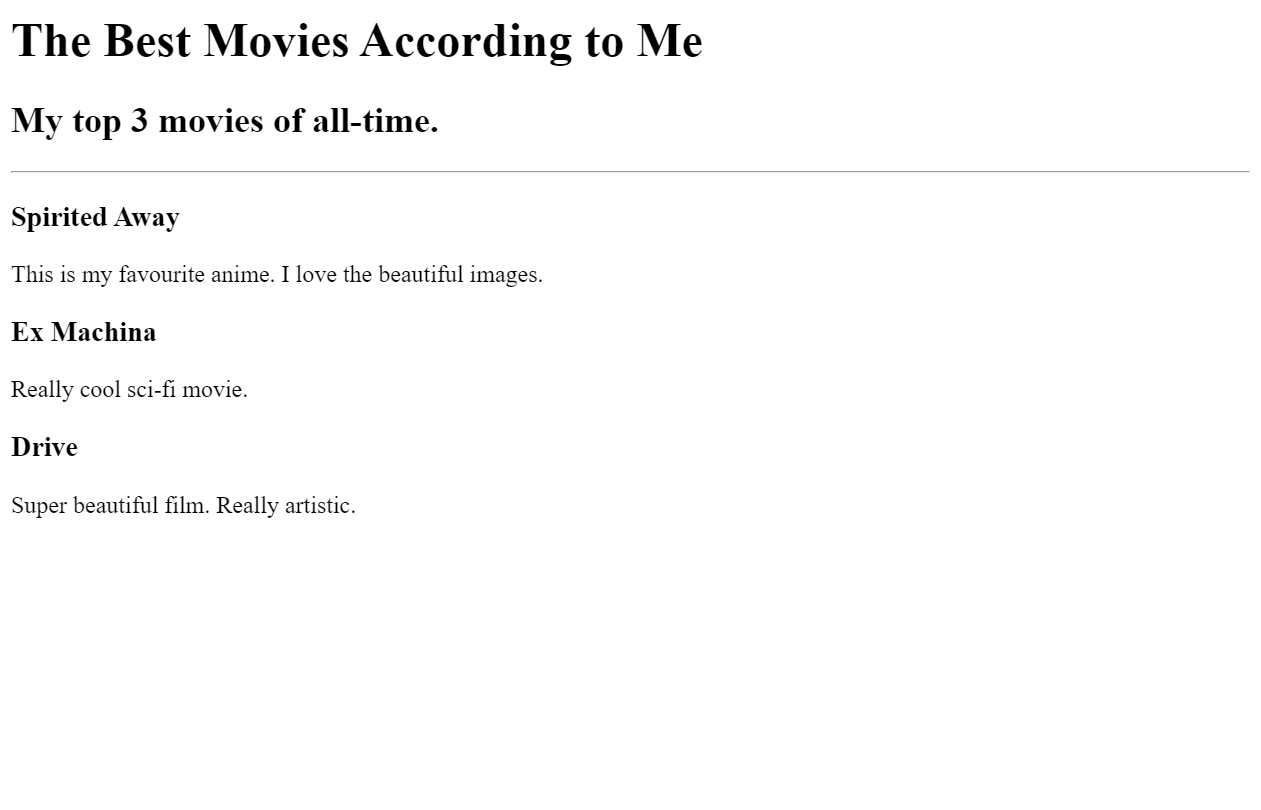 The Best Movies According to Me
My top 3 movies of all-time.
Spirited Away
This is my favourite anime. I love the beautiful images.
Ex Machina
Really cool sci-fi movie.
Drive
Super beautiful film. Really artistic.